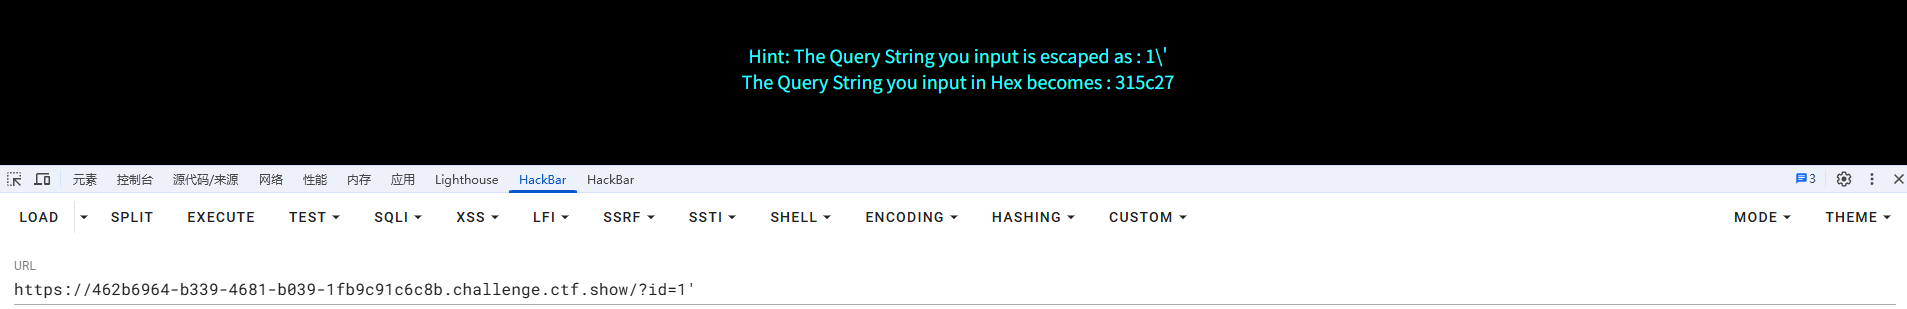 Hint: The Query String you input is escaped as : 1\'
The Query String you input in Hex becomes : 315c27
元素 控制台 源代码/来源 网络 性能 内存 应用 Lighthouse HackBar HackBar 3
LOAD SPLIT EXECUTE TEST SQLI XSS LFI SSRF SSTI SHELL ENCODING HASHING CUSTOM MODE THEME
URL
https://462b6964-b339-4681-b039-1fb9c91c6c8b.challenge.ctf.show/?id=1'